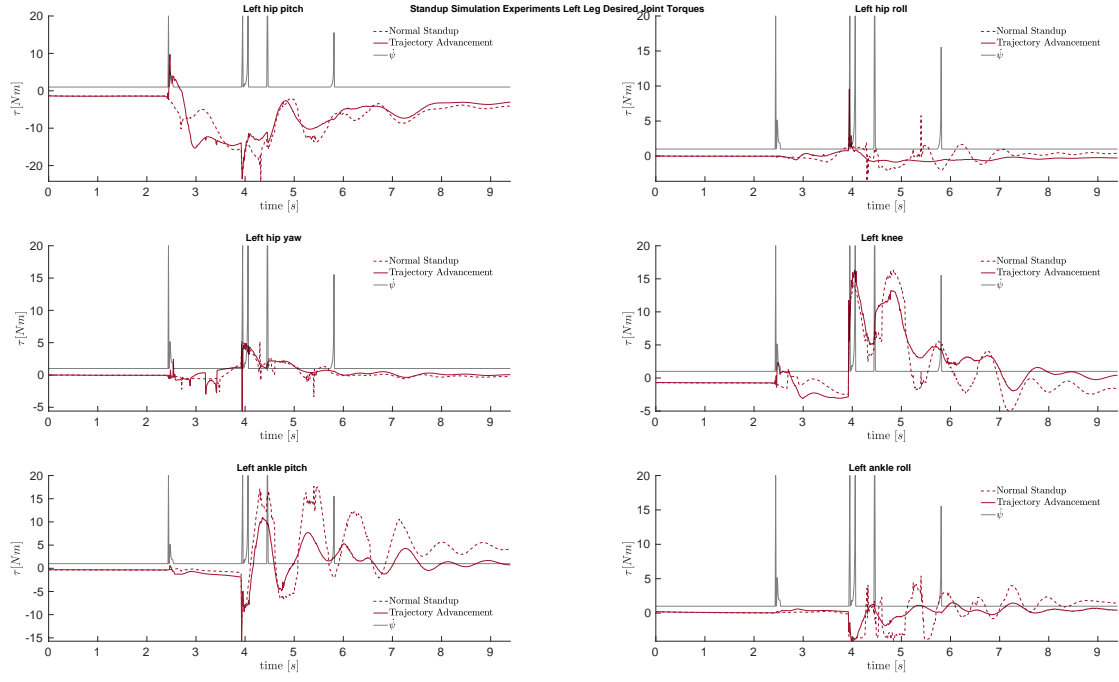 Standup Simulation Experiments Left Leg Desired Joint Torques
Left hip pitch
20
10
0
-10
-20
τ [Nm]
0 1 2 3 4 5 6 7 8 9
time [s]
Normal Standup
Trajectory Advancement
ψ̇
Left hip roll
20
15
10
5
0
τ [Nm]
0 1 2 3 4 5 6 7 8 9
time [s]
Normal Standup
Trajectory Advancement
ψ̇
Left hip yaw
20
15
10
5
0
-5
τ [Nm]
0 1 2 3 4 5 6 7 8 9
time [s]
Normal Standup
Trajectory Advancement
ψ̇
Left knee
20
15
10
5
0
-5
τ [Nm]
0 1 2 3 4 5 6 7 8 9
time [s]
Normal Standup
Trajectory Advancement
ψ̇
Left ankle pitch
20
15
10
5
0
-5
-10
-15
τ [Nm]
0 1 2 3 4 5 6 7 8 9
time [s]
Normal Standup
Trajectory Advancement
ψ̇
Left ankle roll
20
15
10
5
0
τ [Nm]
0 1 2 3 4 5 6 7 8 9
time [s]
Normal Standup
Trajectory Advancement
ψ̇